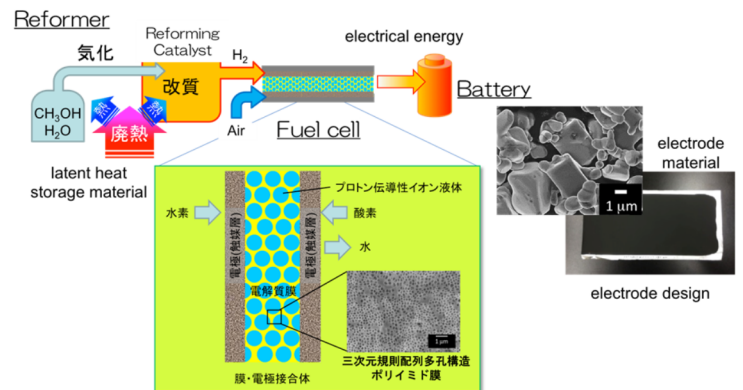 Reformer
気化
Reforming
Catalyst
H2
改質
CH3OH
H2O
熱
熱
廃熱
latent heat
storage material
Air
Fuel cell
electrical energy
Battery
electrode
material
1 μm
electrode design
水素
電極(触媒層)
プロトン伝導性イオン液体
電極(触媒層)
酸素
水
電解質膜
1μm
三次元規則配列多孔構造
ポリイミド膜
膜・電極接合体